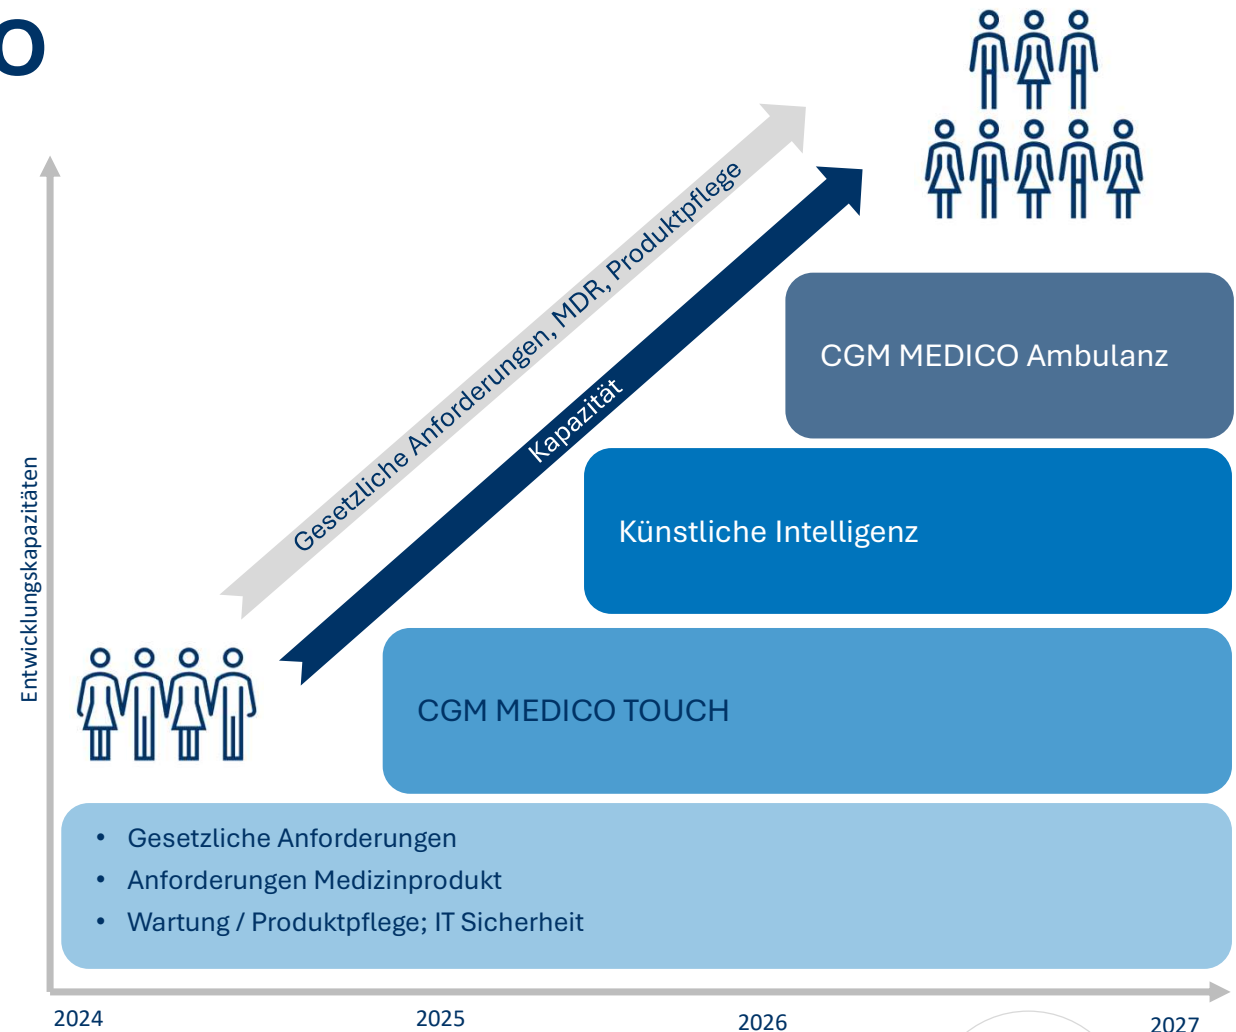 O
Gesetzliche Anforderungen, MDR, Produktpflege
Kapazität
CGM MEDICO Ambulanz
Künstliche Intelligenz
Entwicklungskapazitäten
CGM MEDICO TOUCH
• Gesetzliche Anforderungen
• Anforderungen Medizinprodukt
• Wartung / Produktpflege; IT Sicherheit
2024
2025
2026
2027